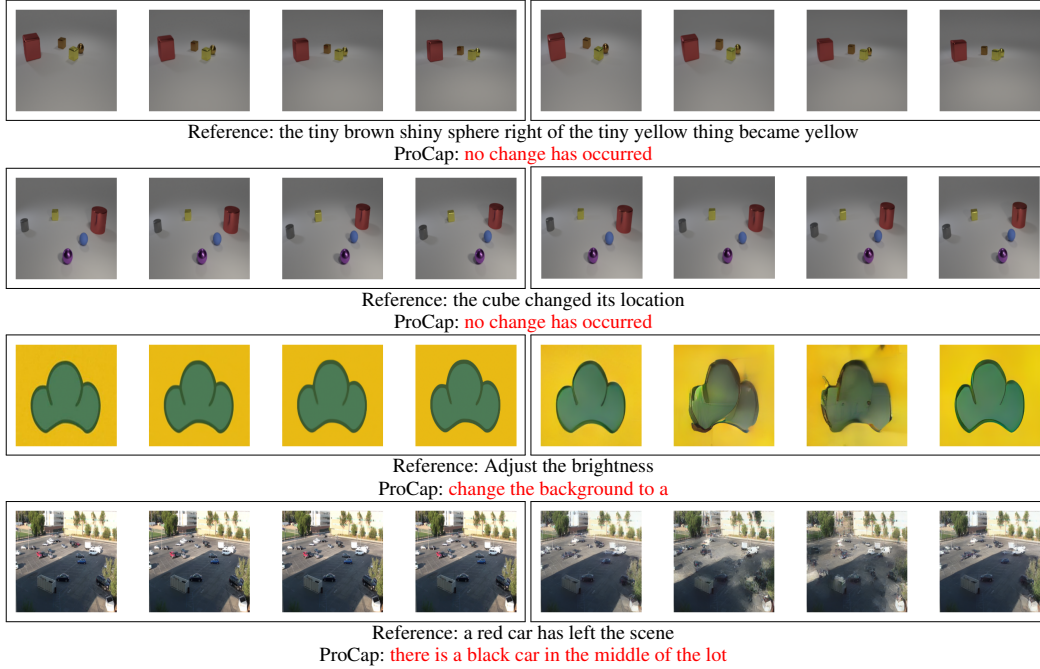 Reference: the tiny brown shiny sphere right of the tiny yellow thing became yellow
ProCap: no change has occurred
Reference: the cube changed its location
ProCap: no change has occurred
Reference: Adjust the brightness
ProCap: change the background to a
Reference: a red car has left the scene
ProCap: there is a black car in the middle of the lot